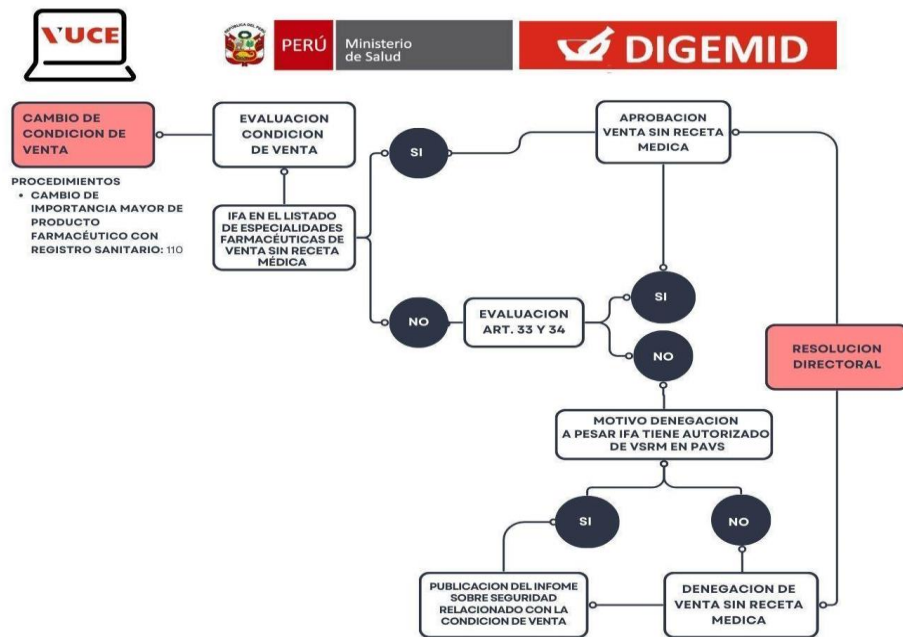 VUCE
REPUBLICA DEL PERU
PERÚ
Ministerio
de Salud
DIGEMID
CAMBIO DE
CONDICION DE
VENTA
EVALUACION
CONDICION
DE VENTA
SI
APROBACION
VENTA SIN RECETA
MEDICA
PROCEDIMIENTOS
• CAMBIO DE
IMPORTANCIA MAYOR DE
PRODUCTO
FARMACÉUTICO CON
REGISTRO SANITARIO: 110
IFA EN EL LISTADO
DE ESPECIALIDADES
FARMACÉUTICAS DE
VENTA SIN RECETA
MÉDICA
NO
EVALUACION
ART. 33 Y 34
SI
NO
RESOLUCION
DIRECTORAL
MOTIVO DENEGACION
A PESAR IFA TIENE AUTORIZADO
DE VSRM EN PAVS
SI
NO
PUBLICACION DEL INFOME
SOBRE SEGURIDAD
RELACIONADO CON LA
CONDICION DE VENTA
DENEGACION DE
VENTA SIN RECETA
MEDICA